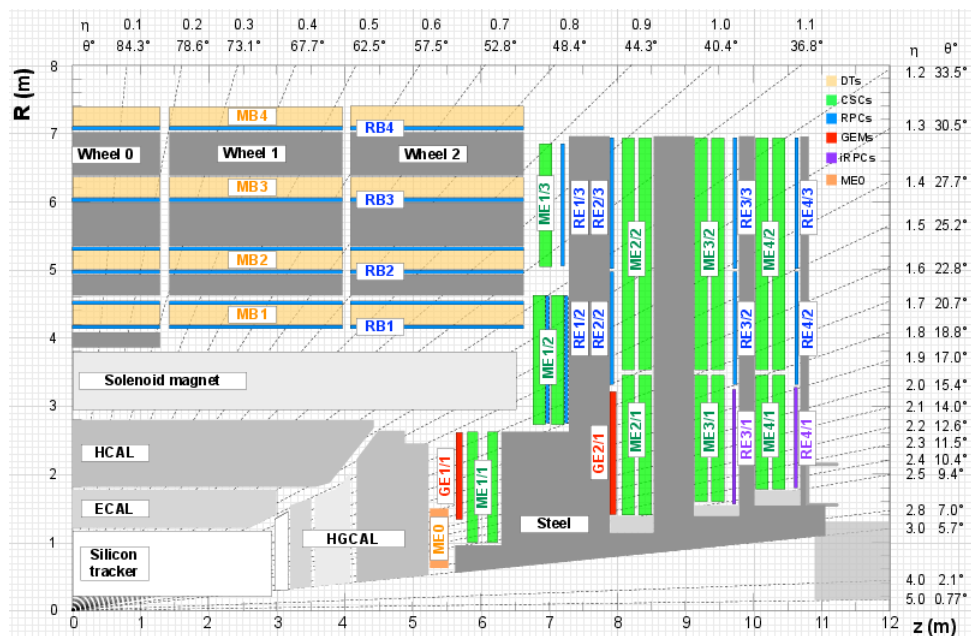 η 0.1 0.2 0.3 0.4 0.5 0.6 0.7 0.8 0.9 1.0 1.1
θ° 84.3° 78.6° 73.1° 67.7° 62.5° 57.5° 52.8° 48.4° 44.3° 40.4° 36.8°
η θ°
R (m)
8
7
6
5
4
3
2
1
0
1.2 33.5°
1.3 30.5°
1.4 27.7°
1.5 25.2°
1.6 22.8°
1.7 20.7°
1.8 18.8°
1.9 17.0°
2.0 15.4°
2.1 14.0°
2.2 12.6°
2.3 11.5°
2.4 10.4°
2.5 9.4°
2.8 7.0°
3.0 5.7°
4.0 2.1°
5.0 0.77°
DTs
CSCs
RPCs
GEMs
iRPCs
ME0
MB4
RB4
Wheel 0
Wheel 1
Wheel 2
MB3
RB3
MB2
RB2
MB1
RB1
Solenoid magnet
HCAL
ECAL
Silicon
tracker
HGCAL
Steel
ME0
GE1/1
ME1/1
ME1/2
ME1/3
RE1/3
RE2/3
RE1/2
RE2/2
GE2/1
ME2/2
ME2/1
ME3/2
ME3/1
RE3/3
RE3/2
RE3/1
ME4/2
ME4/1
RE4/3
RE4/2
RE4/1
0 1 2 3 4 5 6 7 8 9 10 11 12
z (m)